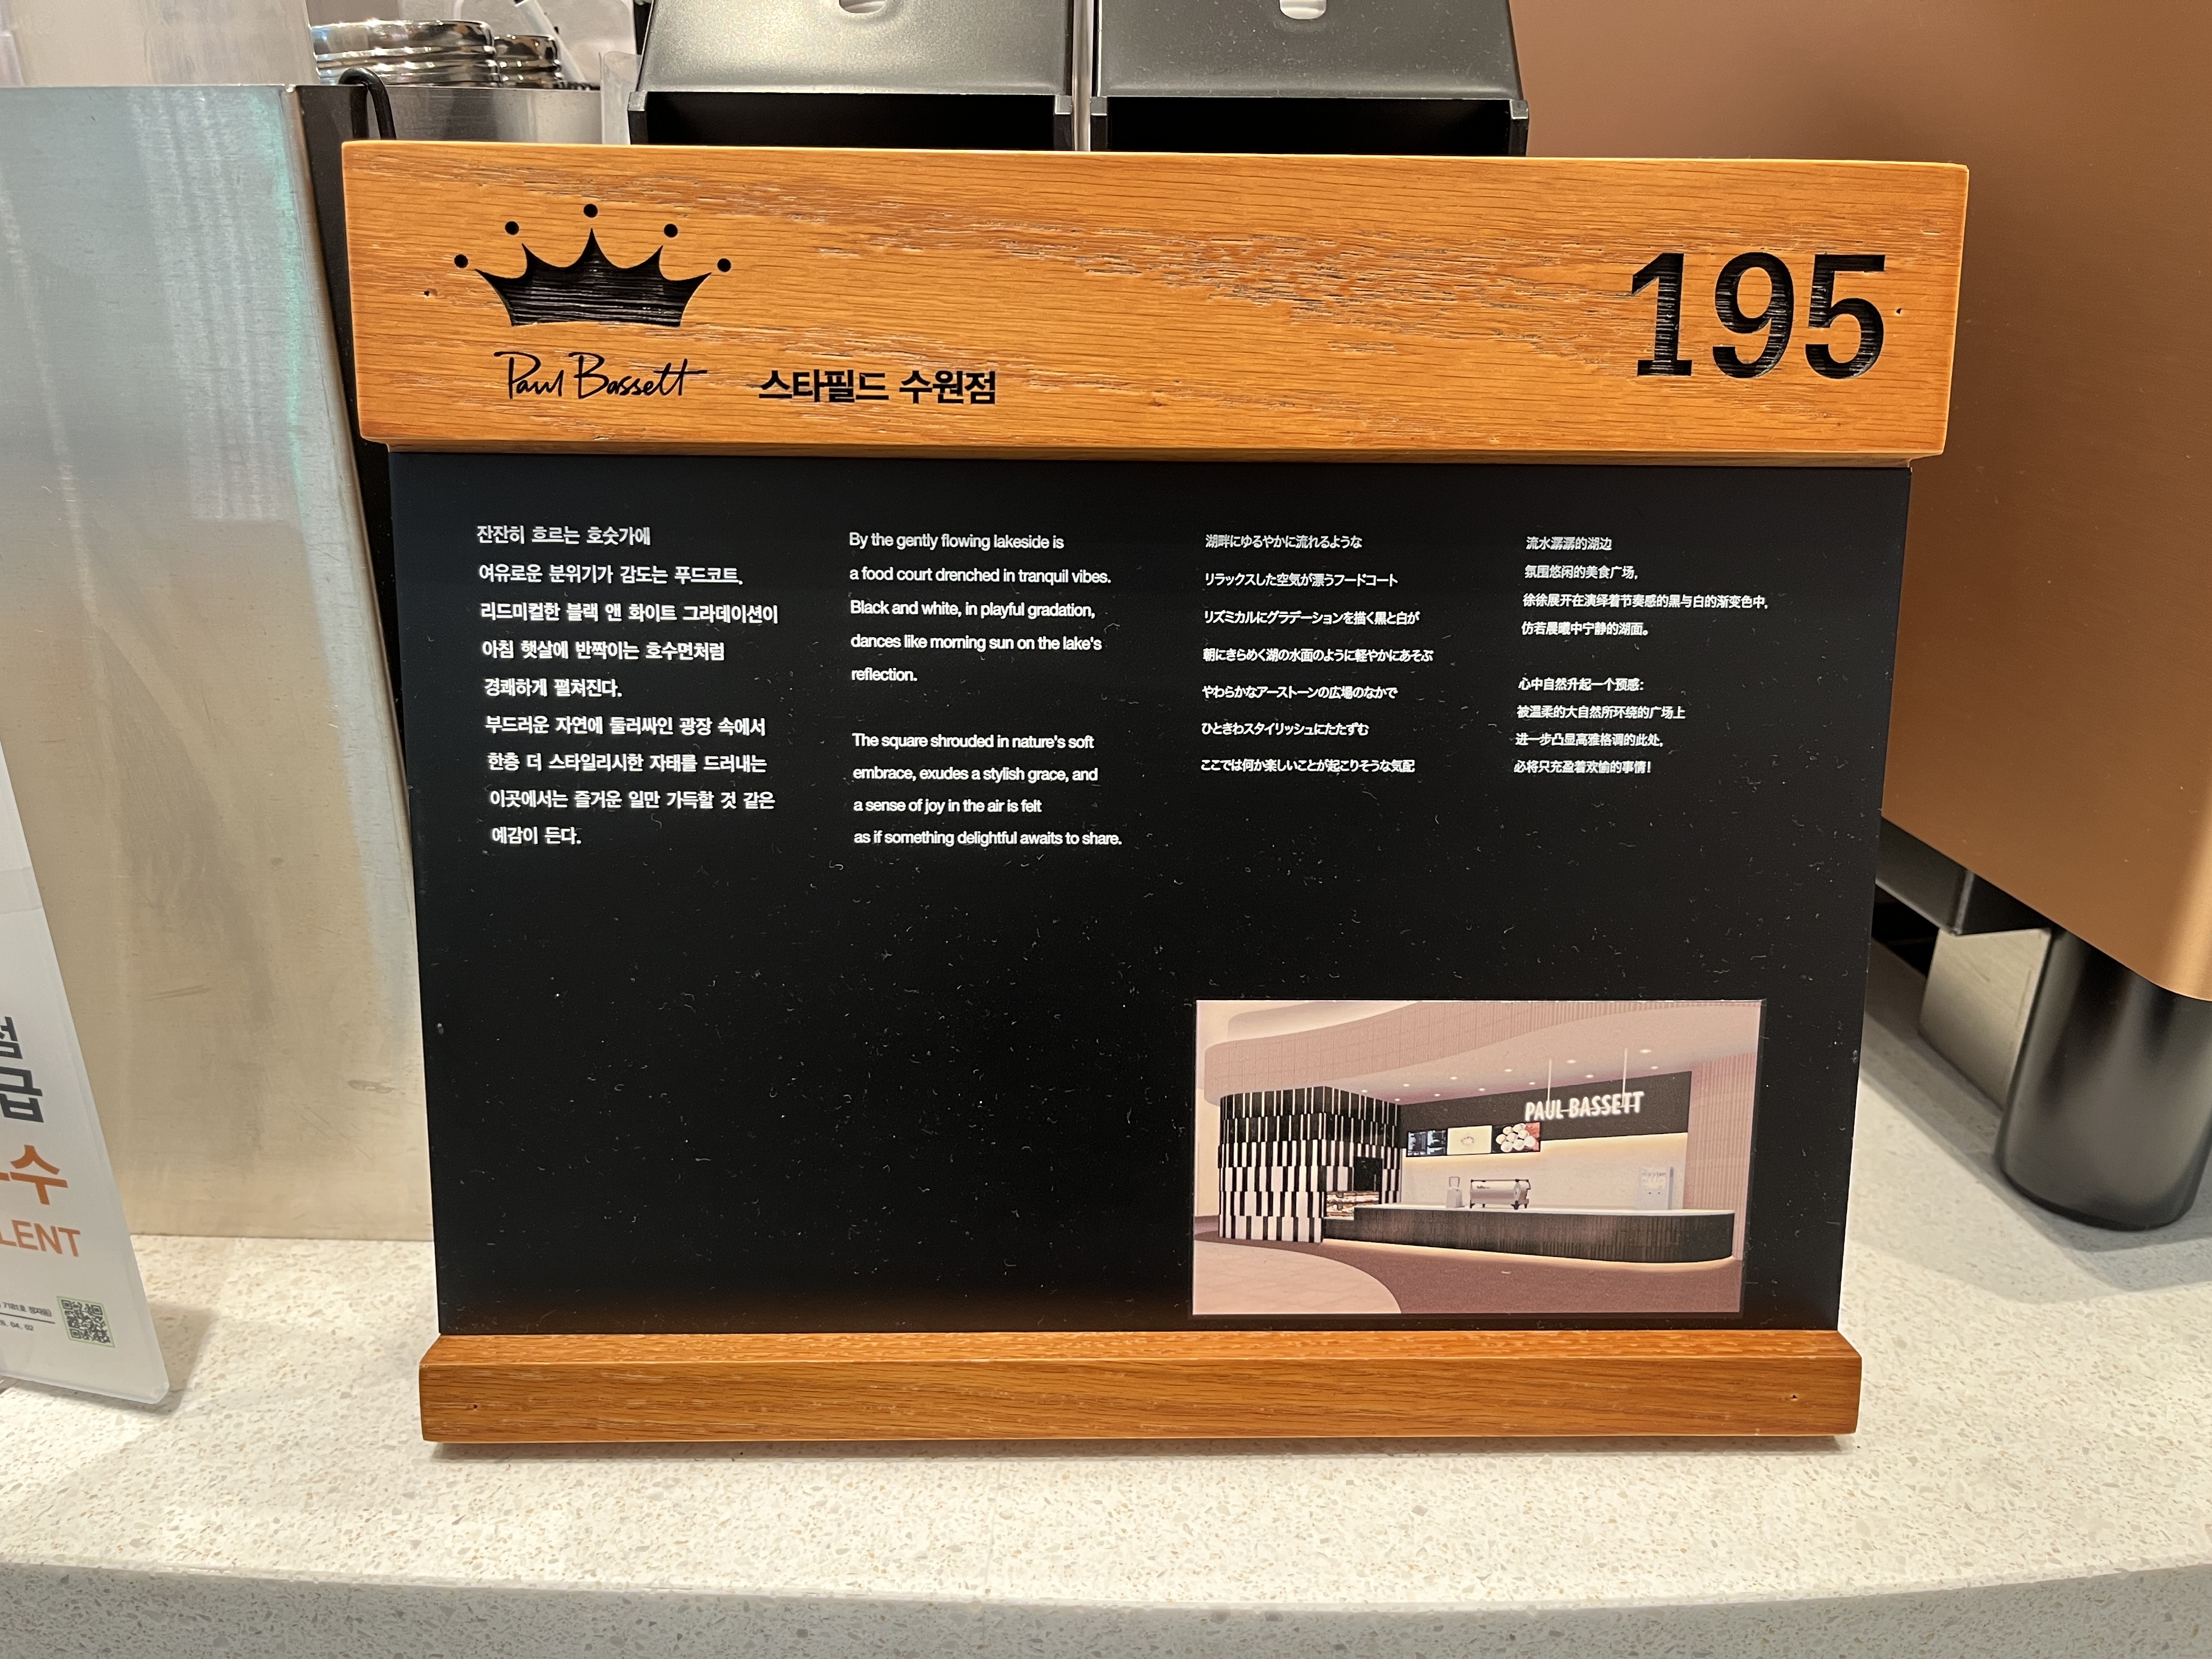 Paul Bassett 스타필드 수원점
195
잔잔히 흐르는 호숫가에
여유로운 분위기가 감도는 푸드코트.
리드미컬한 블랙 앤 화이트 그라데이션이
아침 햇살에 반짝이는 호수면처럼
경쾌하게 펼쳐진다.
부드러운 자연에 둘러싸인 광장 속에서
한층 더 스타일리시한 자태를 드러내는
이곳에서는 즐거운 일만 가득할 것 같은
예감이 든다.
By the gently flowing lakeside is
a food court drenched in tranquil vibes.
Black and white, in playful gradation,
dances like morning sun on the lake's
reflection.
The square shrouded in nature's soft
embrace, exudes a stylish grace, and
a sense of joy in the air is felt
as if something delightful awaits to share.
湖畔にゆるやかに流れるような
リラックスした空気が漂うフードコート
リズミカルにグラデーションを描く黒と白が
朝にきらめく湖の水面のように軽やかにあそぶ
やわらかなアーストーンの広場のなかで
ひときわスタイリッシュにたたずむ
ここでは何か楽しいことが起こりそうな気配
流水潺潺的湖边
氛围悠闲的美食广场，
徐徐展开在演绎着节奏感的黑与白的渐变色中，
仿若晨曦中宁静的湖面。
心中自然升起一个预感：
被温柔的大自然所环绕的广场上
进一步凸显高雅格调的此处，
必将只充盈着欢愉的事情！
PAUL BASSETT
급
수
LENT
04. 02